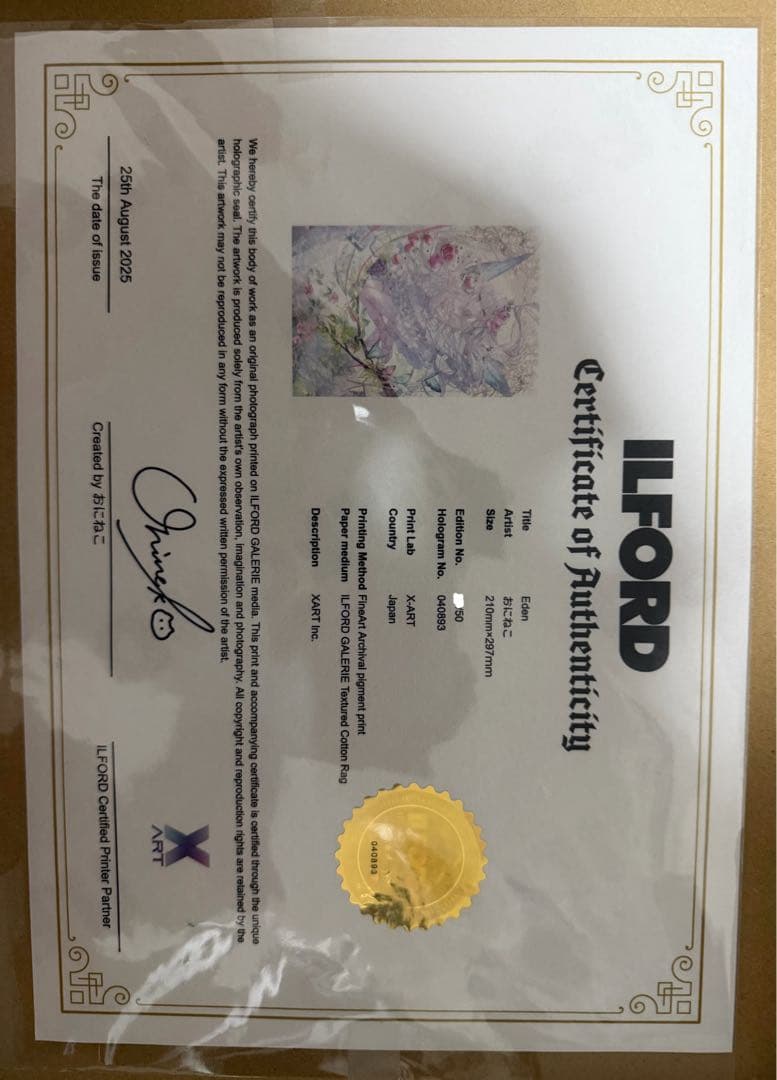 ILFORD
Certificate of Authenticity
Title Eden
Artist おにねこ
Size 210mm×297mm
Edition No. /50
Hologram No. 040893
Print Lab X-ART
Country Japan
Printing Method FineArt Archival pigment print
Paper medium ILFORD GALERIE Textured Cotton Rag
Description XART Inc.
040893
We hereby certify this body of work as an original photograph printed on ILFORD GALERIE media. This print and accompanying certificate is certified through the unique
holographic seal. The artwork is produced solely from the artist's own observation, imagination and photography. All copyright and reproduction rights are retained by the
artist. This artwork may not be reproduced in any form without the expressed written permission of the artist.
25th August 2025
The date of issue
Onineko
Created by おにねこ
X
ART
ILFORD Certified Printer Partner